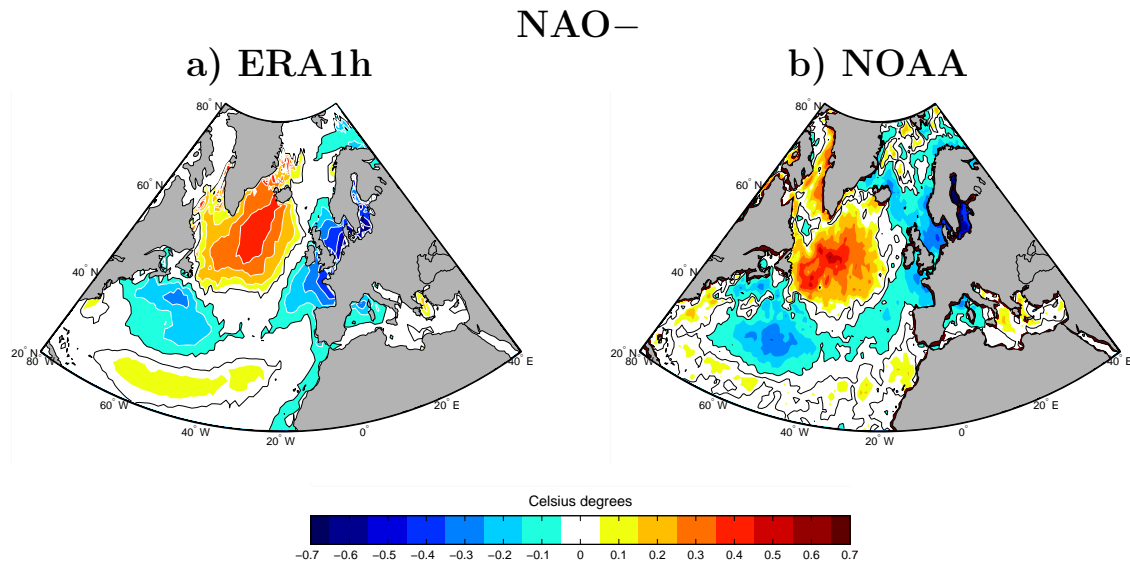 NAO−
a) ERA1h
b) NOAA
80° N
60° N
40° N
20° N
80° W
60° W
40° W
20° W
0°
20° E
40° E
80° N
60° N
40° N
20° N
80° W
60° W
40° W
20° W
0°
20° E
40° E
Celsius degrees
−0.7 −0.6 −0.5 −0.4 −0.3 −0.2 −0.1 0 0.1 0.2 0.3 0.4 0.5 0.6 0.7